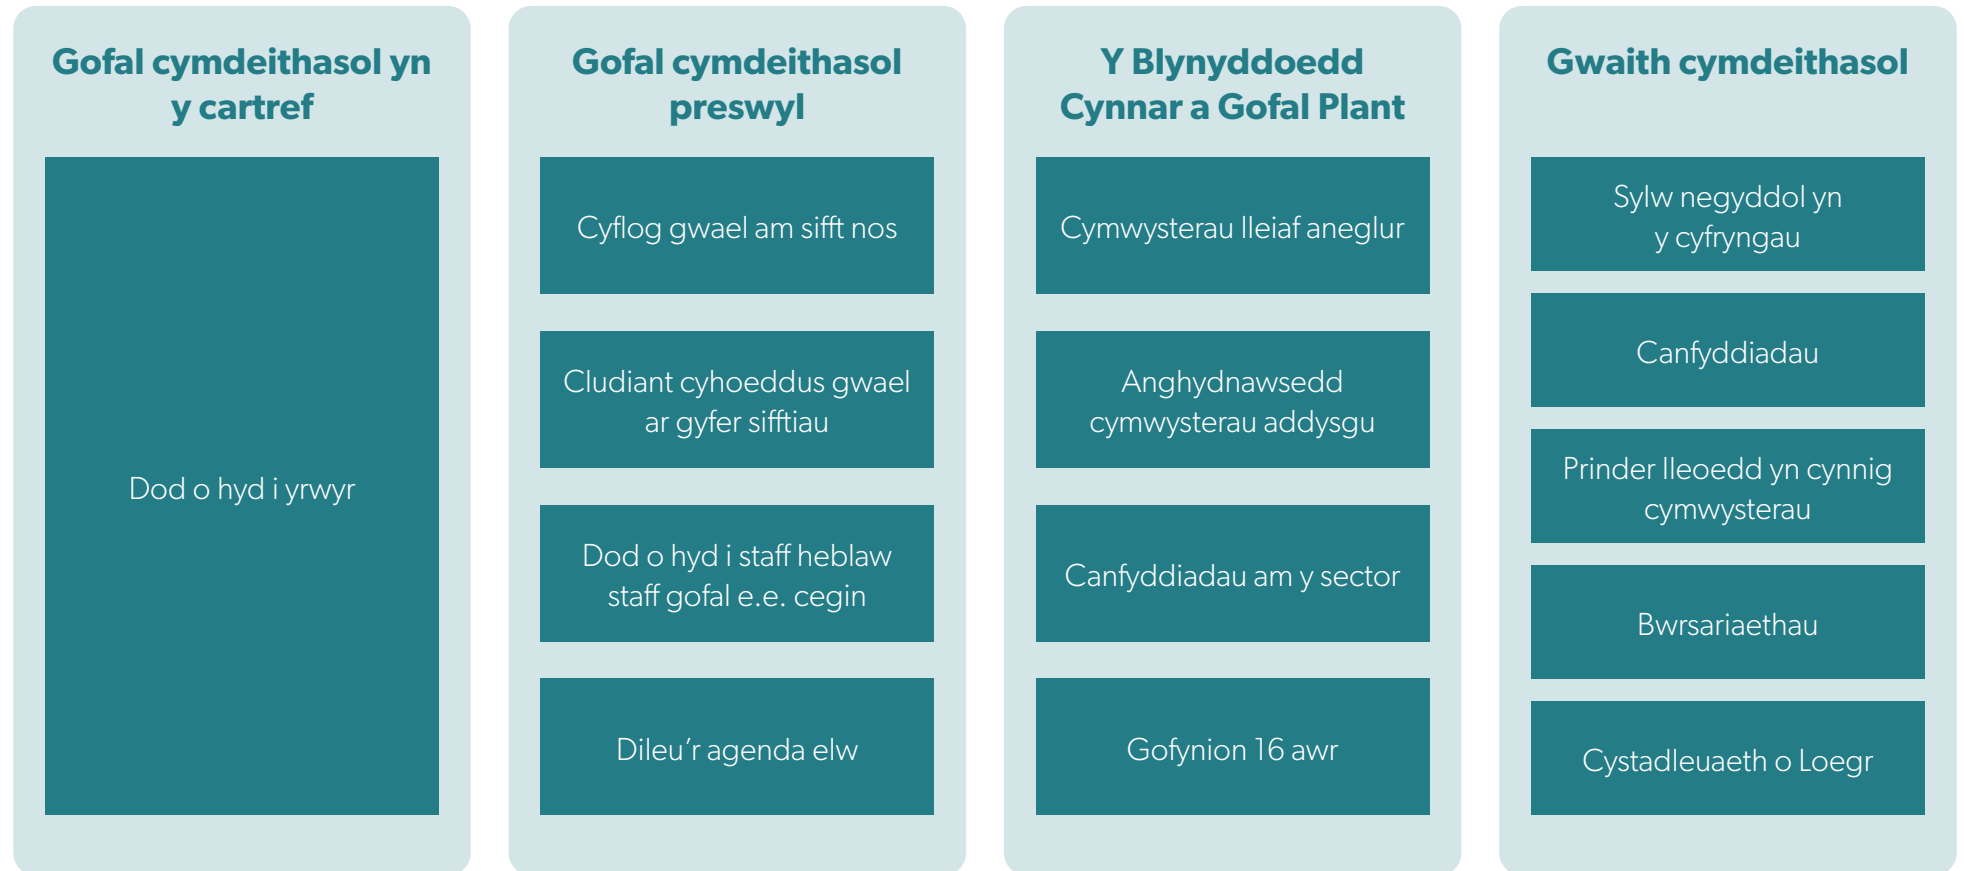 Gofal cymdeithasol yn
y cartref
Dod o hyd i yrwyr
Gofal cymdeithasol
preswyl
Cyflog gwael am sifft nos
Cludiant cyhoeddus gwael
ar gyfer sifftiau
Dod o hyd i staff heblaw
staff gofal e.e. cegin
Dileu’r agenda elw
Y Blynyddoedd
Cynnar a Gofal Plant
Cymwysterau lleiaf aneglur
Anghydnawsedd
cymwysterau addysgu
Canfyddiadau am y sector
Gofynion 16 awr
Gwaith cymdeithasol
Sylw negyddol yn
y cyfryngau
Canfyddiadau
Prinder lleoedd yn cynnig
cymwysterau
Bwrsariaethau
Cystadleuaeth o Loegr